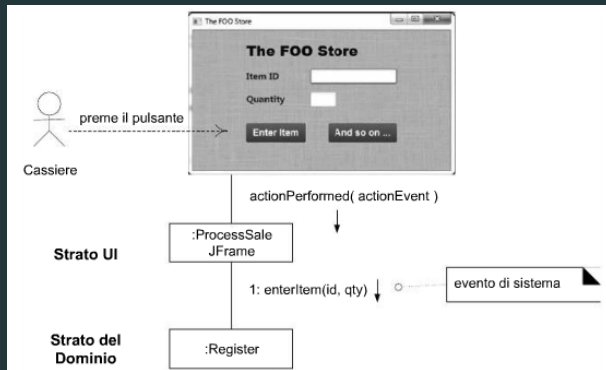 The FOO Store
The FOO Store
Item ID
Quantity
Enter Item
And so on ...
preme il pulsante
Cassiere
actionPerformed( actionEvent )
Strato UI
:ProcessSale
JFrame
1: enterItem(id, qty)
evento di sistema
Strato del
Dominio
:Register